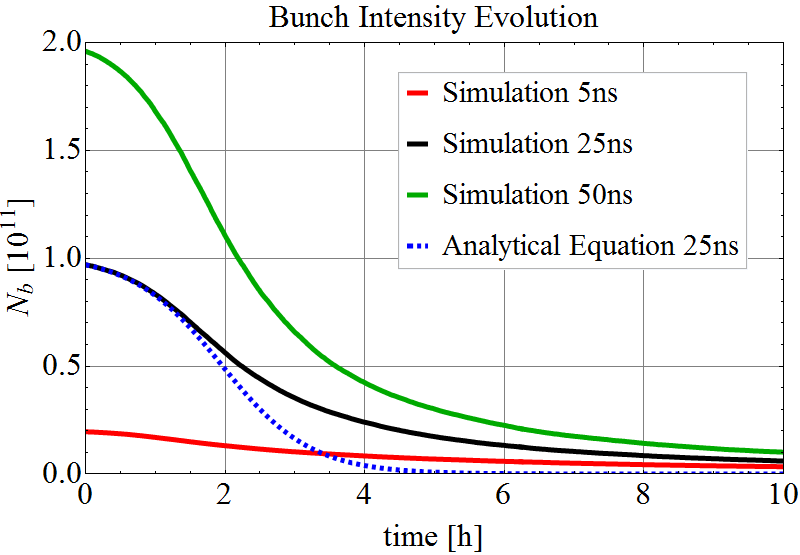 Bunch Intensity Evolution
2.0
1.5
1.0
0.5
0.0
N_b [10^11]
Simulation 5ns
Simulation 25ns
Simulation 50ns
Analytical Equation 25ns
0 2 4 6 8 10
time [h]